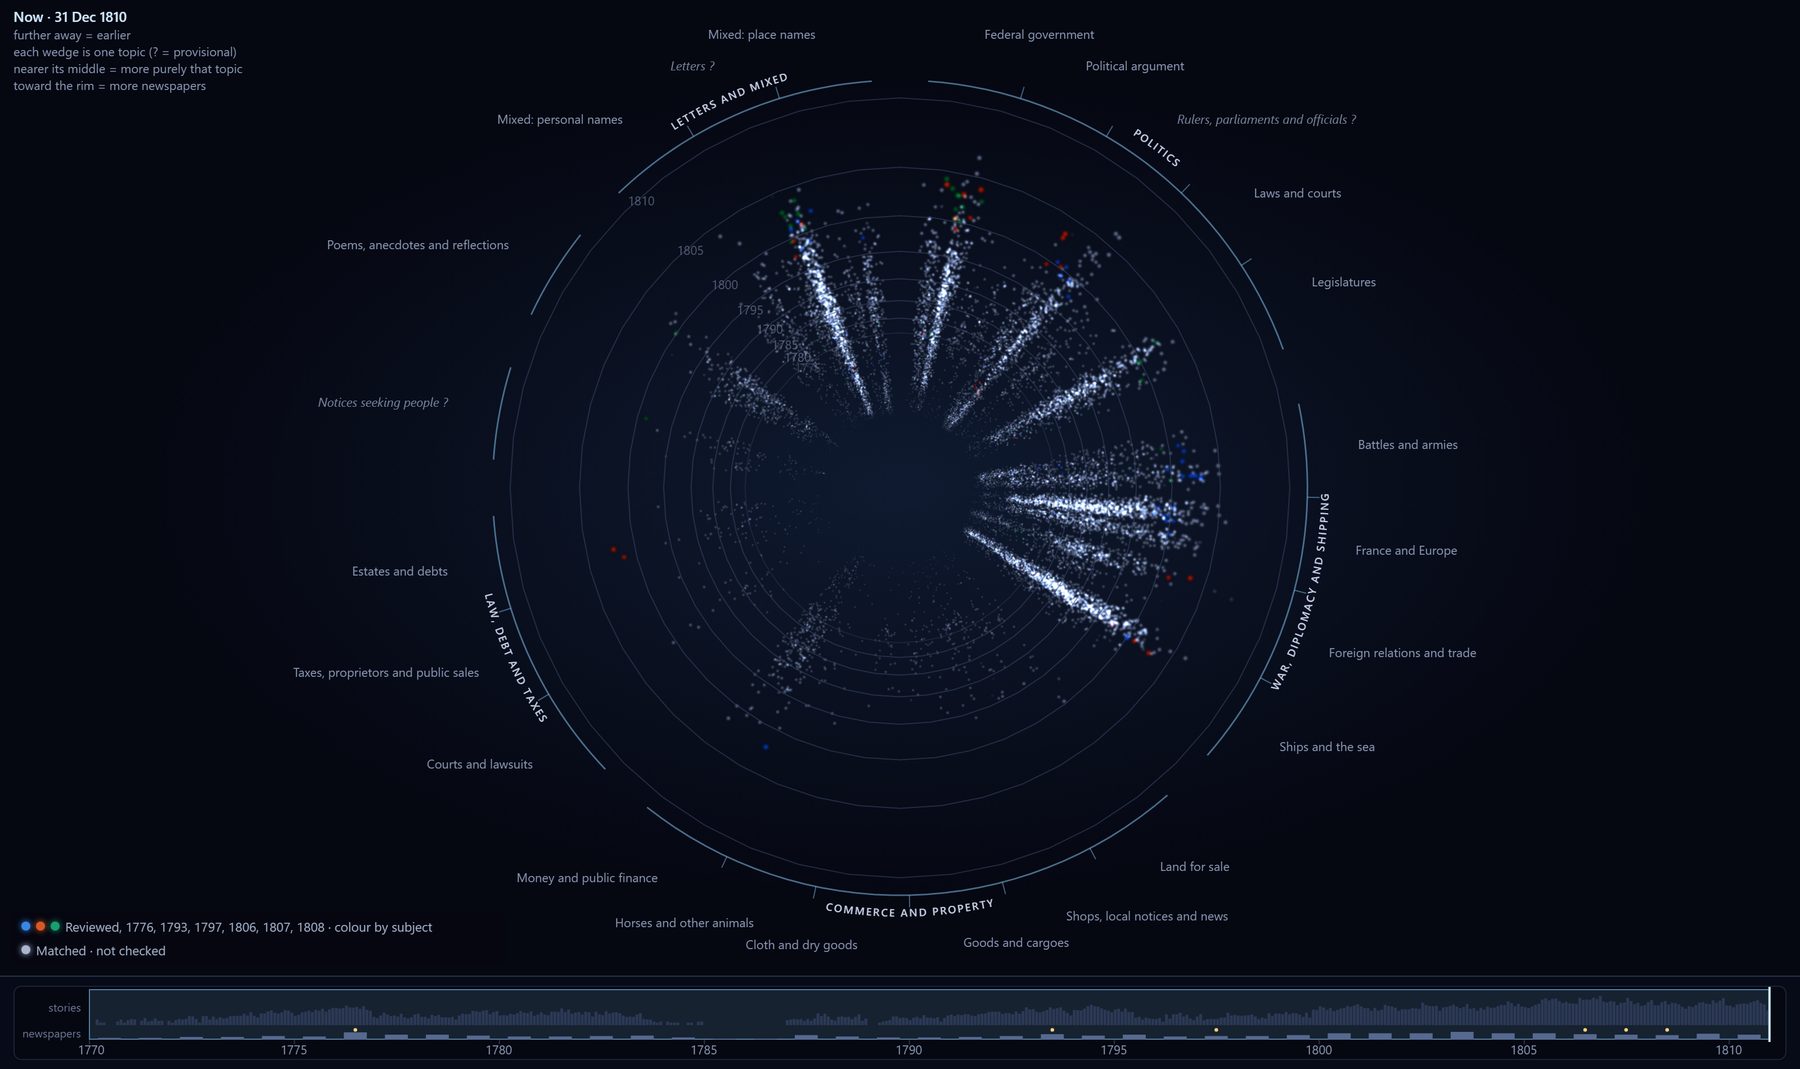 Now · 31 Dec 1810
further away = earlier
each wedge is one topic (? = provisional)
nearer its middle = more purely that topic
toward the rim = more newspapers
Mixed: place names
Federal government
Letters ?
Political argument
LETTERS AND MIXED
Mixed: personal names
Rulers, parliaments and officials ?
POLITICS
Laws and courts
1810
Poems, anecdotes and reflections
1805
Legislatures
1800
1795
1790
1785
1780
Notices seeking people ?
Battles and armies
France and Europe
WAR, DIPLOMACY AND SHIPPING
Estates and debts
LAW, DEBT AND TAXES
Foreign relations and trade
Taxes, proprietors and public sales
Ships and the sea
Courts and lawsuits
Land for sale
Money and public finance
COMMERCE AND PROPERTY
Shops, local notices and news
Horses and other animals
Cloth and dry goods
Goods and cargoes
Reviewed, 1776, 1793, 1797, 1806, 1807, 1808 · colour by subject
Matched · not checked
stories
newspapers
1770
1775
1780
1785
1790
1795
1800
1805
1810